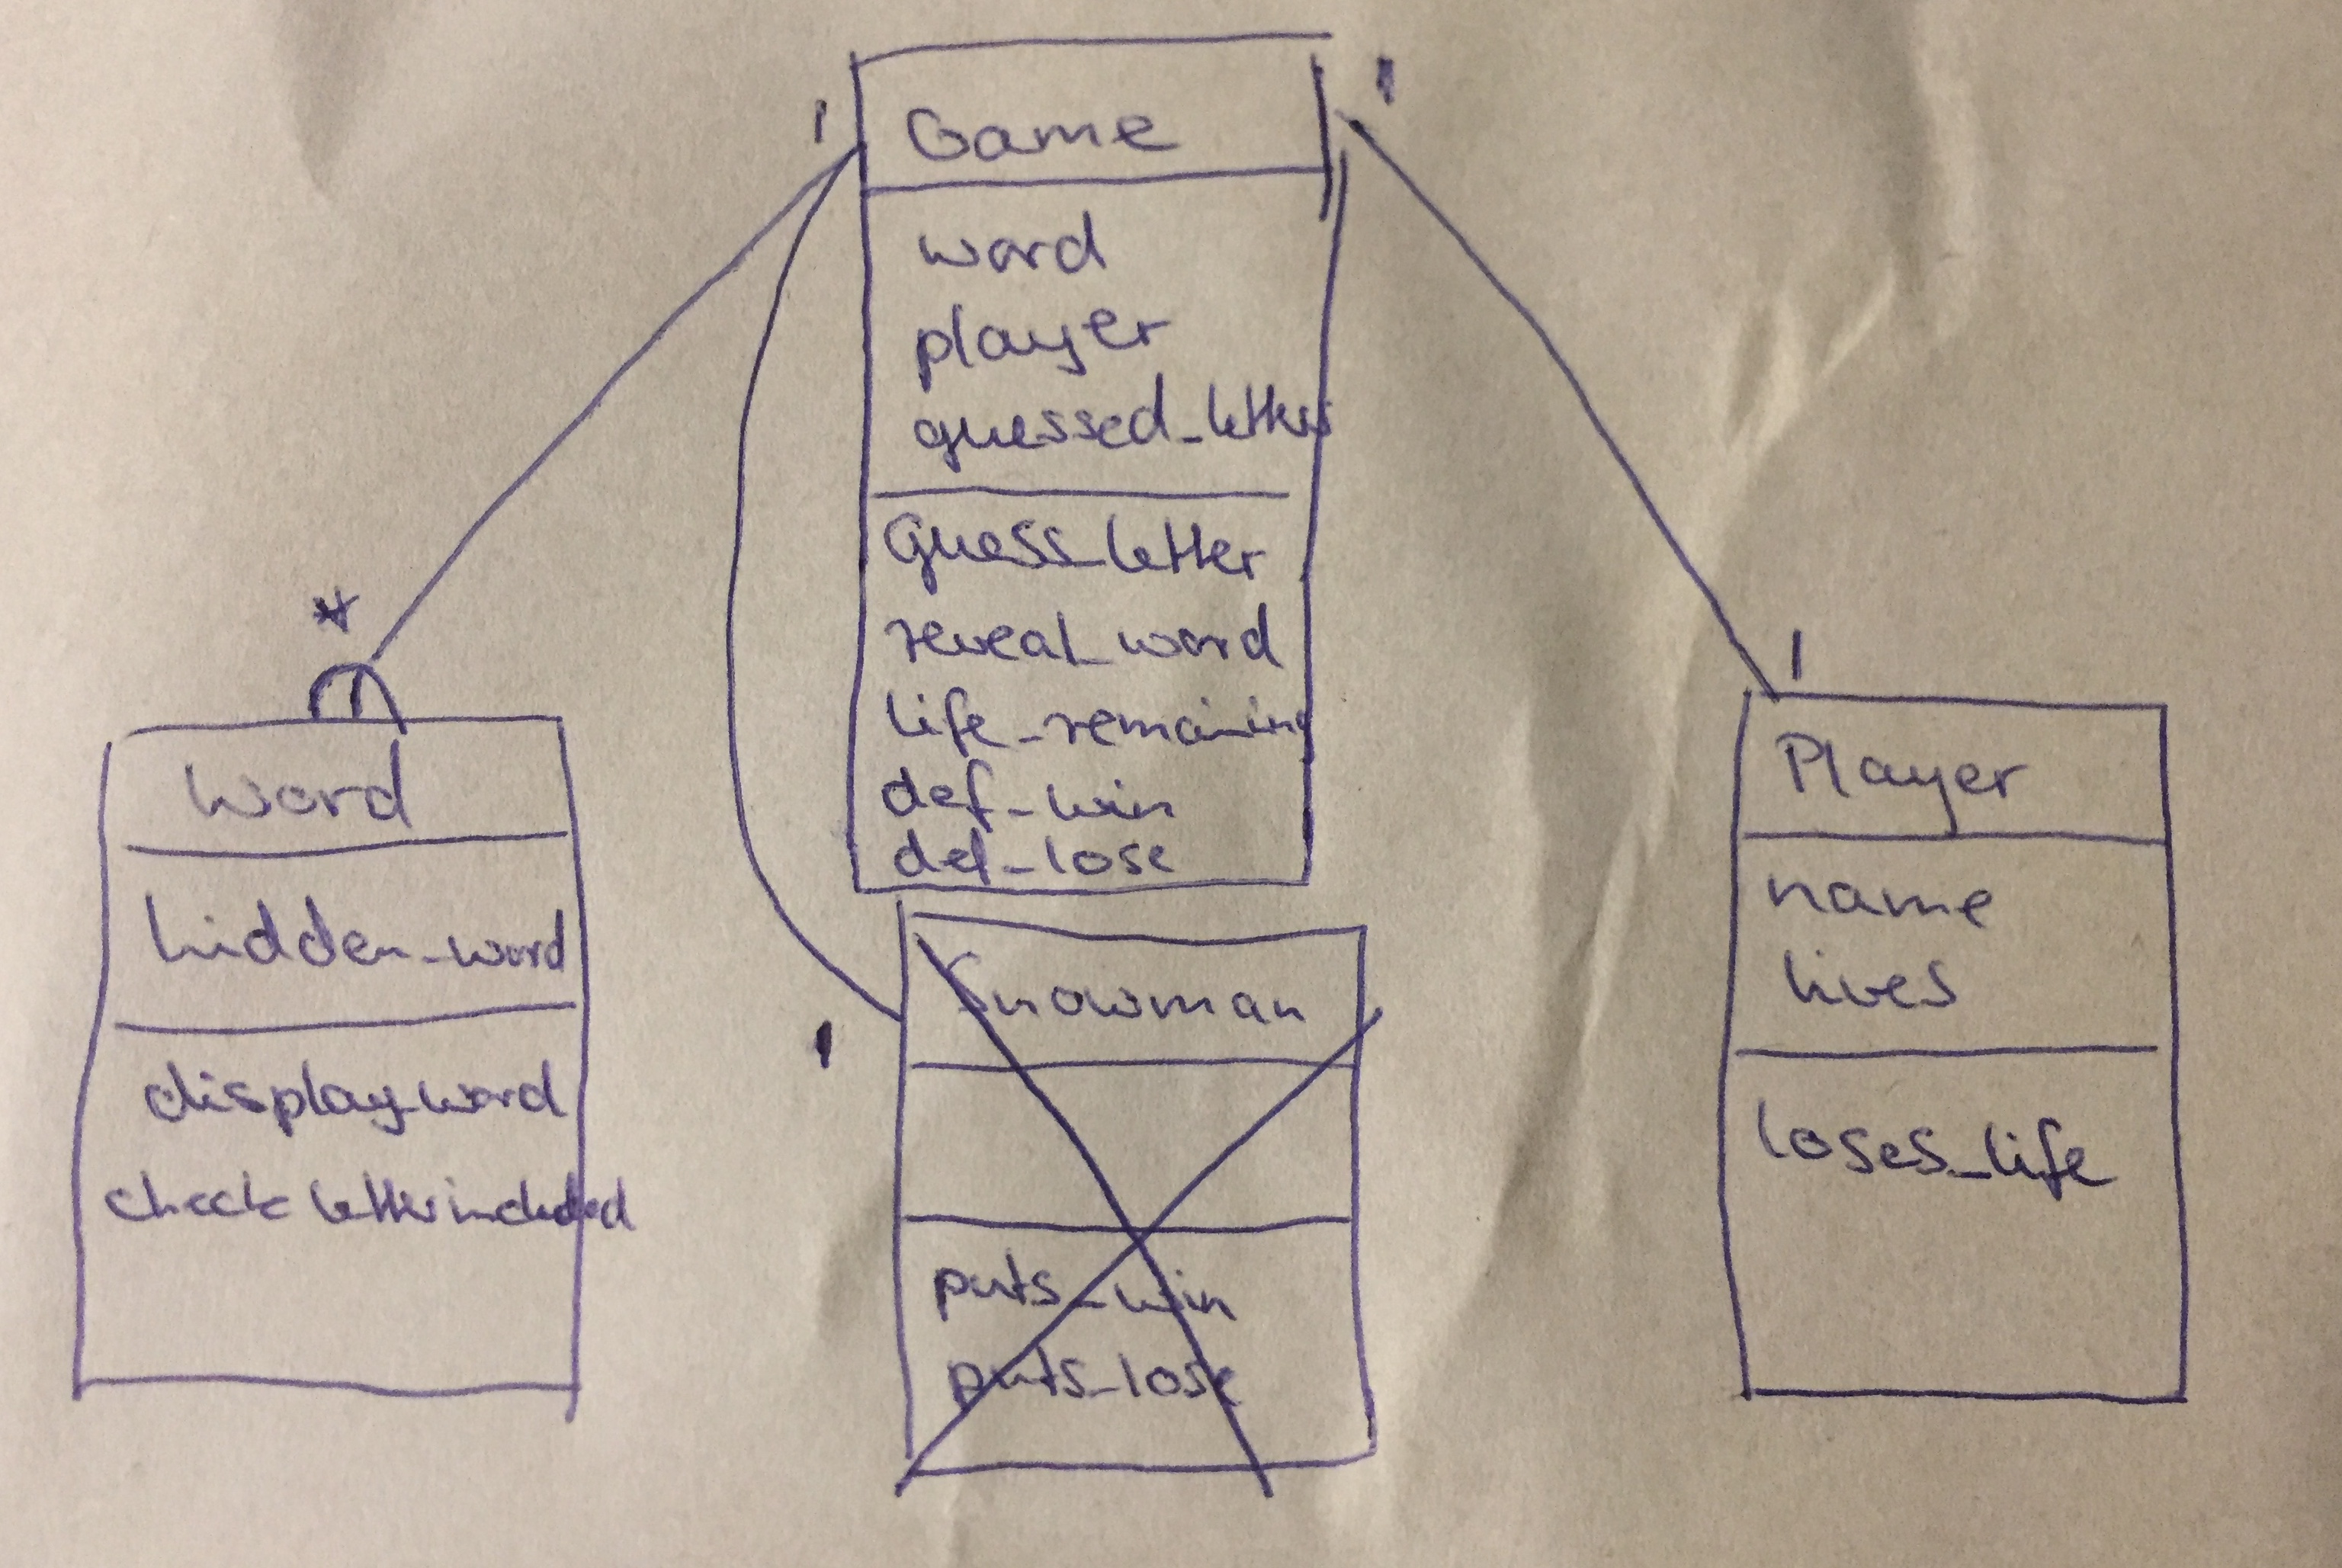 1
1
Game
word
player
guessed_letters
Guess_letter
reveal_word
life_remaining
def_win
def_lose
*
word
hidden_word
display_word
check letter included
1
Snowman
puts_win
puts_lose
1
Player
name
lives
loses_life